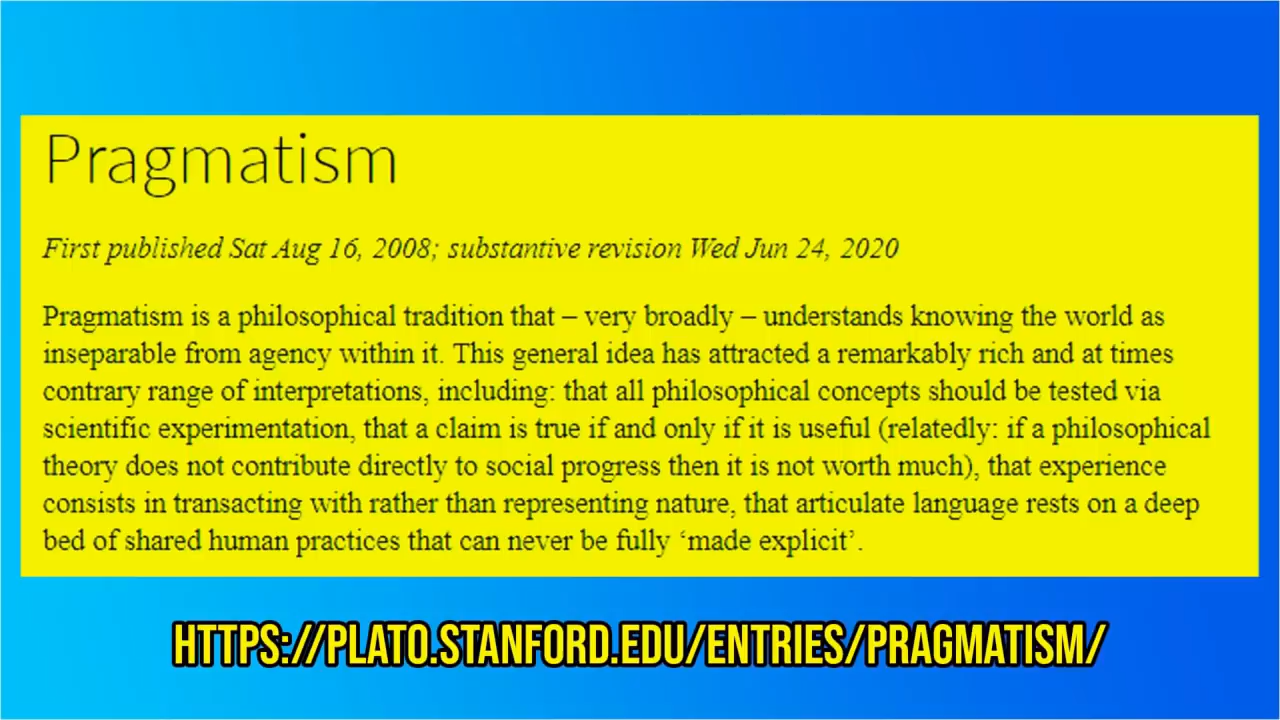 Pragmatism
First published Sat Aug 16, 2008; substantive revision Wed Jun 24, 2020
Pragmatism is a philosophical tradition that – very broadly – understands knowing the world as
inseparable from agency within it. This general idea has attracted a remarkably rich and at times
contrary range of interpretations, including: that all philosophical concepts should be tested via
scientific experimentation, that a claim is true if and only if it is useful (relatedly: if a philosophical
theory does not contribute directly to social progress then it is not worth much), that experience
consists in transacting with rather than representing nature, that articulate language rests on a deep
bed of shared human practices that can never be fully ‘made explicit’.
HTTPS://PLATO.STANFORD.EDU/ENTRIES/PRAGMATISM/